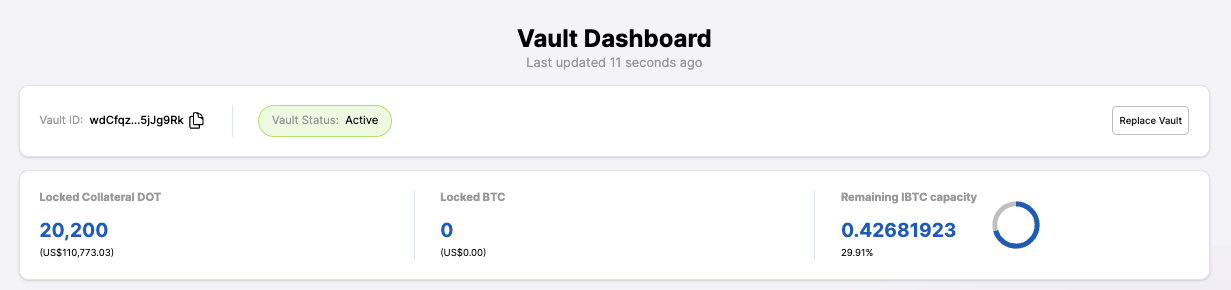 Vault Dashboard
Last updated 11 seconds ago
Vault ID: wdCfqz...5jJg9Rk
Vault Status: Active
Replace Vault
Locked Collateral DOT
20,200
(US$110,773.03)
Locked BTC
0
(US$0.00)
Remaining IBTC capacity
0.42681923
29.91%